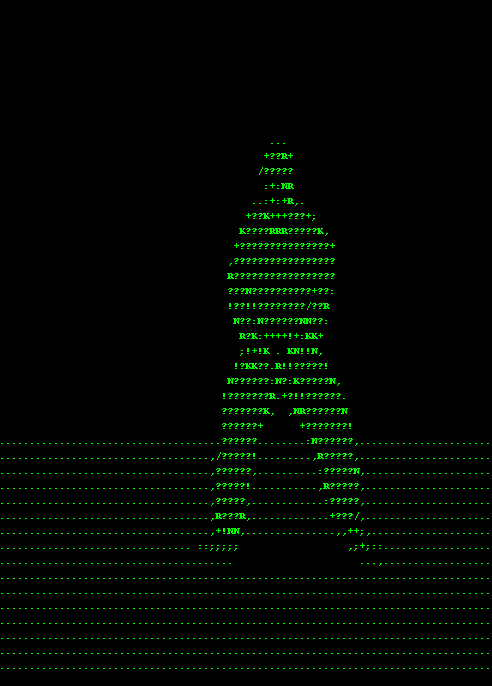 ...
+??R+
/?????
:+:NR
..:+:+R,.
+??K+++???+;
K????RRR?????K,
+???????????????+
,?????????????????
R?????????????????
???N??????????+??:
!??!!????????/??R
N??:N??????NN??:
R?K:++++!+:KK+
;!+!K . KN!!N,
!?KK??.R!!?????!
N??????:N?:K?????N,
!???????R.+?!!??????.
???????K,  ,NR??????N
??????+      +???????!
....................................??????........:N??????,......................
...................................,/?????!.........,R?????,......................
...................................,??????,..........:?????N,.....................
...................................,?????!...........,R?????,.....................
...................................,?????,............:?????,.....................
...................................,R???R,.............+???/,.....................
...................................,+!NN,...............,,++;,....................
................................ ::;;;;;                  ,;+;::..................
.......................................                     ...,..................
..................................................................................
..................................................................................
..................................................................................
..................................................................................
..................................................................................
..................................................................................
..................................................................................